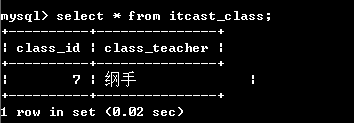 mysql> select * from itcast_class;
+----------+---------------+
| class_id | class_teacher |
+----------+---------------+
|        7 | 纲手            |
+----------+---------------+
1 row in set (0.02 sec)